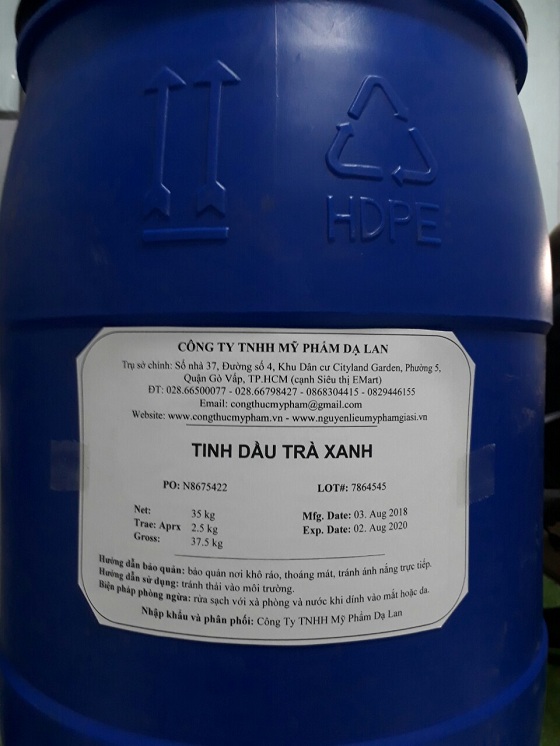 HDPE
CÔNG TY TNHH MỸ PHẨM DẠ LAN
Trụ sở chính: Số nhà 37, Đường số 4, Khu Dân cư Cityland Garden, Phường 5,
Quận Gò Vấp, TP.HCM (cạnh Siêu thị EMart)
ĐT: 028.66500077 - 028.66798427 - 0868304415 - 0829446155
Email: congthucmypham@gmail.com
Website: www.congthucmypham.vn - www.nguyenlieumyphamgiasi.vn
TINH DẦU TRÀ XANH
PO: N8675422 LOT#: 7864545
Net: 35 kg Mfg. Date: 03. Aug 2018
Trae: Aprx 2.5 kg Exp. Date: 02. Aug 2020
Gross: 37.5 kg
Hướng dẫn bảo quản: bảo quản nơi khô ráo, thoáng mát, tránh ánh nắng trực tiếp.
Hướng dẫn sử dụng: tránh thải vào môi trường.
Biện pháp phòng ngừa: rửa sạch với xà phòng và nước khi dính vào mắt hoặc da.
Nhập khẩu và phân phối: Công Ty TNHH Mỹ Phẩm Dạ Lan